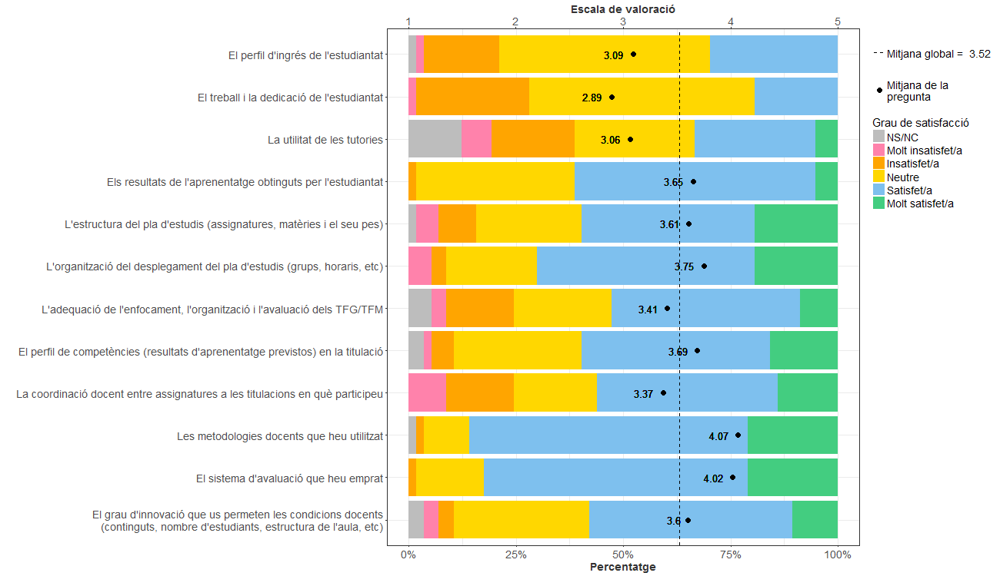 Escala de valoració
1 2 3 4 5
El perfil d'ingrés de l'estudiantat
3.09
El treball i la dedicació de l'estudiantat
2.89
La utilitat de les tutories
3.06
Els resultats de l'aprenentatge obtinguts per l'estudiantat
3.65
L'estructura del pla d'estudis (assignatures, matèries i el seu pes)
3.61
L'organització del desplegament del pla d'estudis (grups, horaris, etc)
3.75
L'adequació de l'enfocament, l'organització i l'avaluació dels TFG/TFM
3.41
El perfil de competències (resultats d'aprenentatge previstos) en la titulació
3.69
La coordinació docent entre assignatures a les titulacions en què participeu
3.37
Les metodologies docents que heu utilitzat
4.07
El sistema d'avaluació que heu emprat
4.02
El grau d'innovació que us permeten les condicions docents
(continguts, nombre d'estudiants, estructura de l'aula, etc)
3.6
0% 25% 50% 75% 100%
Percentatge
Mitjana global = 3.52
Mitjana de la
pregunta
Grau de satisfacció
NS/NC
Molt insatisfet/a
Insatisfet/a
Neutre
Satisfet/a
Molt satisfet/a